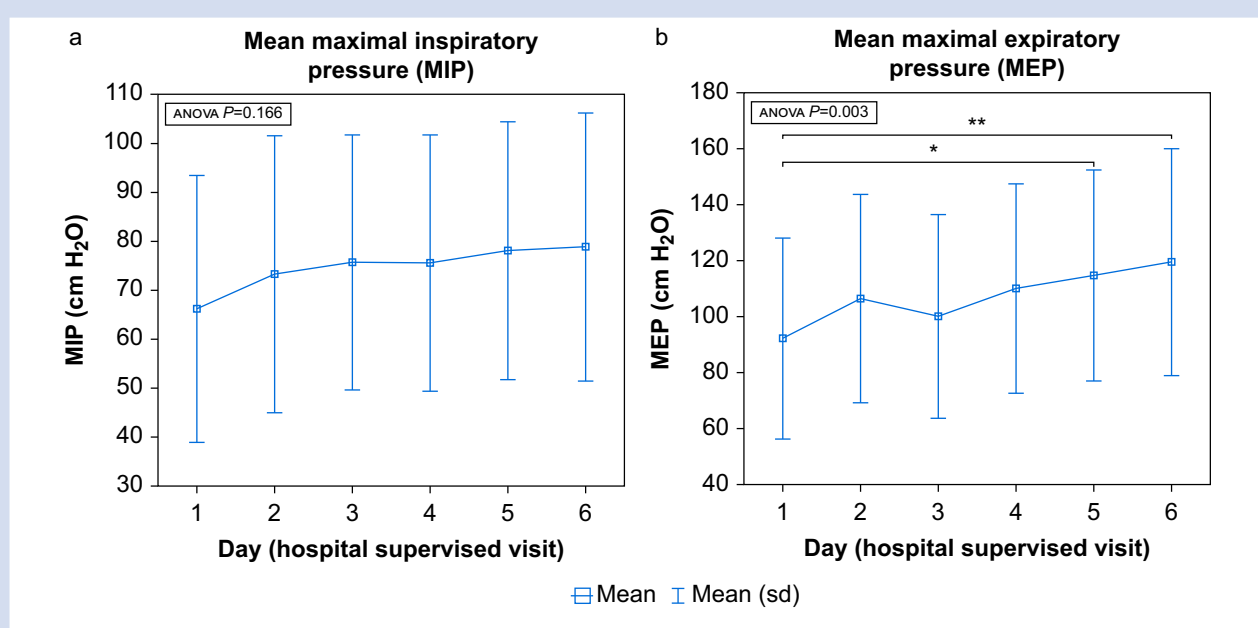 a
Mean maximal inspiratory
pressure (MIP)
ANOVA P=0.166
110
100
90
80
70
60
50
40
30
MIP (cm H₂O)
1 2 3 4 5 6
Day (hospital supervised visit)
b
Mean maximal expiratory
pressure (MEP)
ANOVA P=0.003
**
*
180
160
140
120
100
80
60
40
MEP (cm H₂O)
1 2 3 4 5 6
Day (hospital supervised visit)
Mean Mean (sd)